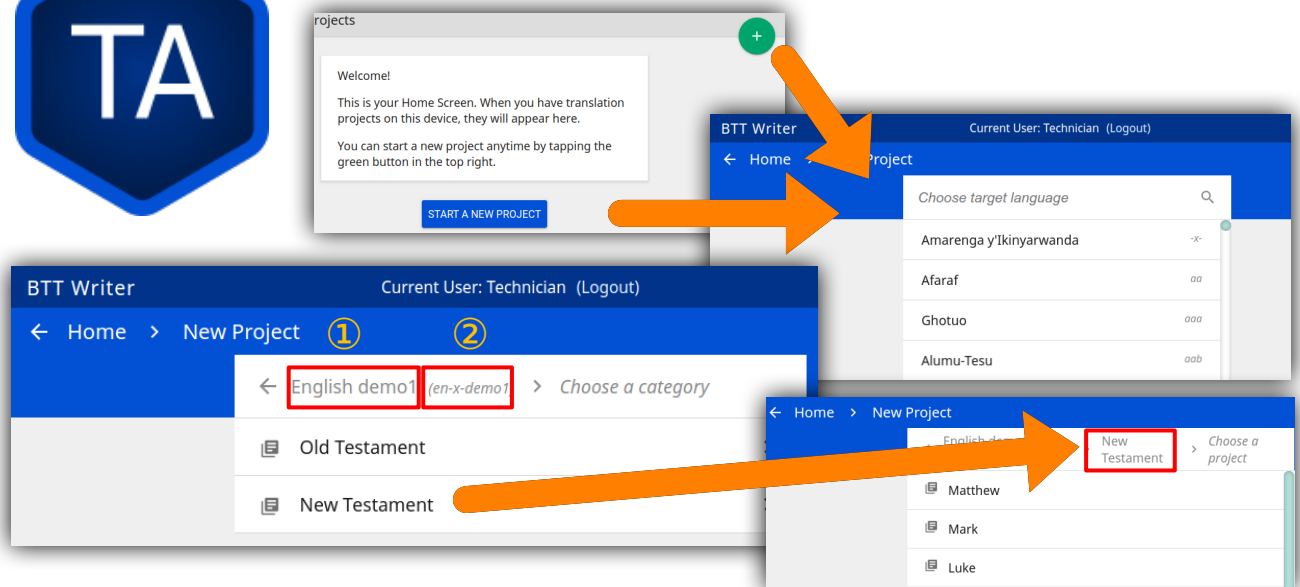 TA
rojects
+
Welcome!
This is your Home Screen. When you have translation
projects on this device, they will appear here.
You can start a new project anytime by tapping the
green button in the top right.
START A NEW PROJECT
BTT Writer
Current User: Technician (Logout)
← Home
Project
Choose target language
Amarenga y'Ikinyarwanda -x-
Afaraf aa
Ghotuo aaa
Alumu-Tesu aab
BTT Writer
Current User: Technician (Logout)
← Home > New Project
① ②
← English demo1 (en-x-demo1 > Choose a category
Old Testament
New Testament
← Home > New Project
English
New
Testament
> Choose a
project
Matthew
Mark
Luke